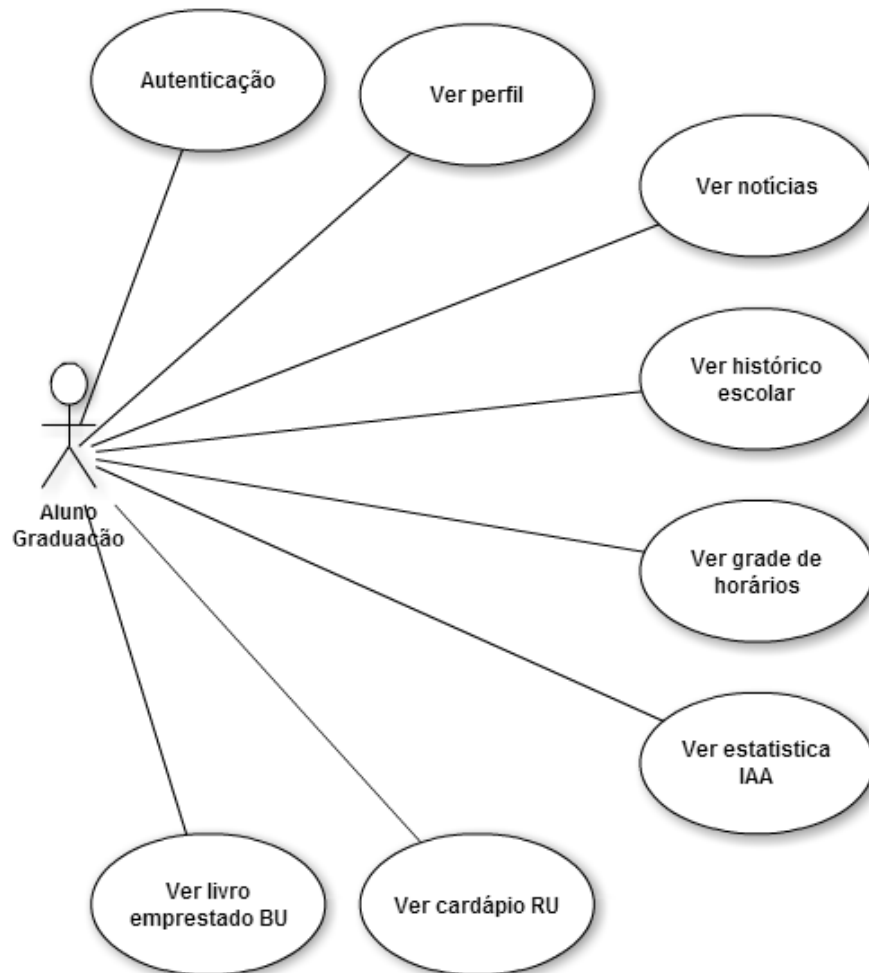 Autenticação
Ver perfil
Ver notícias
Ver histórico
escolar
Aluno
Graduacão
Ver grade de
horários
Ver estatistica
IAA
Ver livro
emprestado BU
Ver cardápio RU